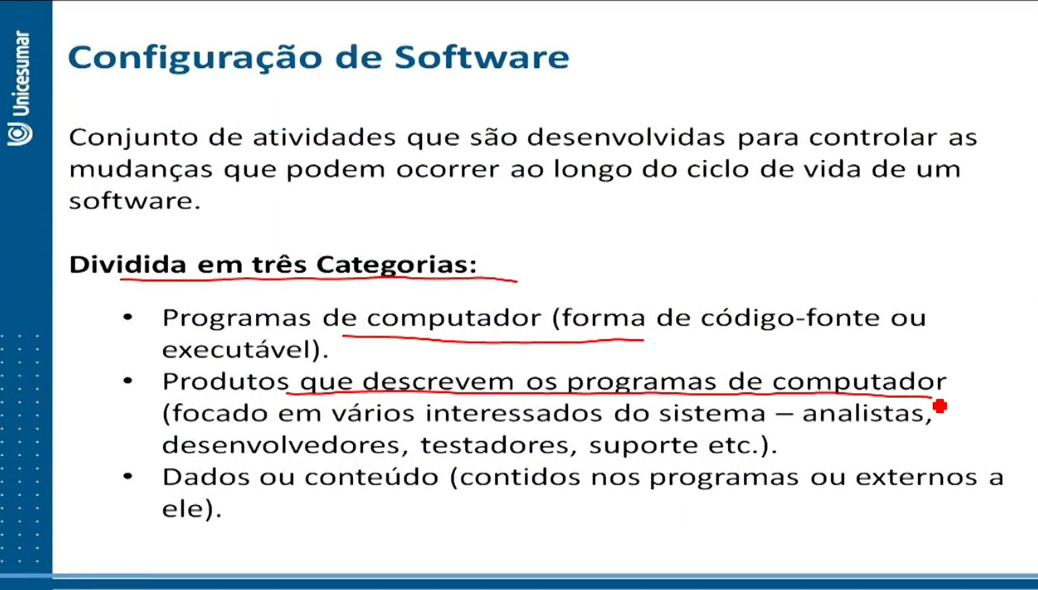 Unicesumar
Configuração de Software
Conjunto de atividades que são desenvolvidas para controlar as
mudanças que podem ocorrer ao longo do ciclo de vida de um
software.
Dividida em três Categorias:
• Programas de computador (forma de código-fonte ou
executável).
• Produtos que descrevem os programas de computador
(focado em vários interessados do sistema – analistas,
desenvolvedores, testadores, suporte etc.).
• Dados ou conteúdo (contidos nos programas ou externos a
ele).